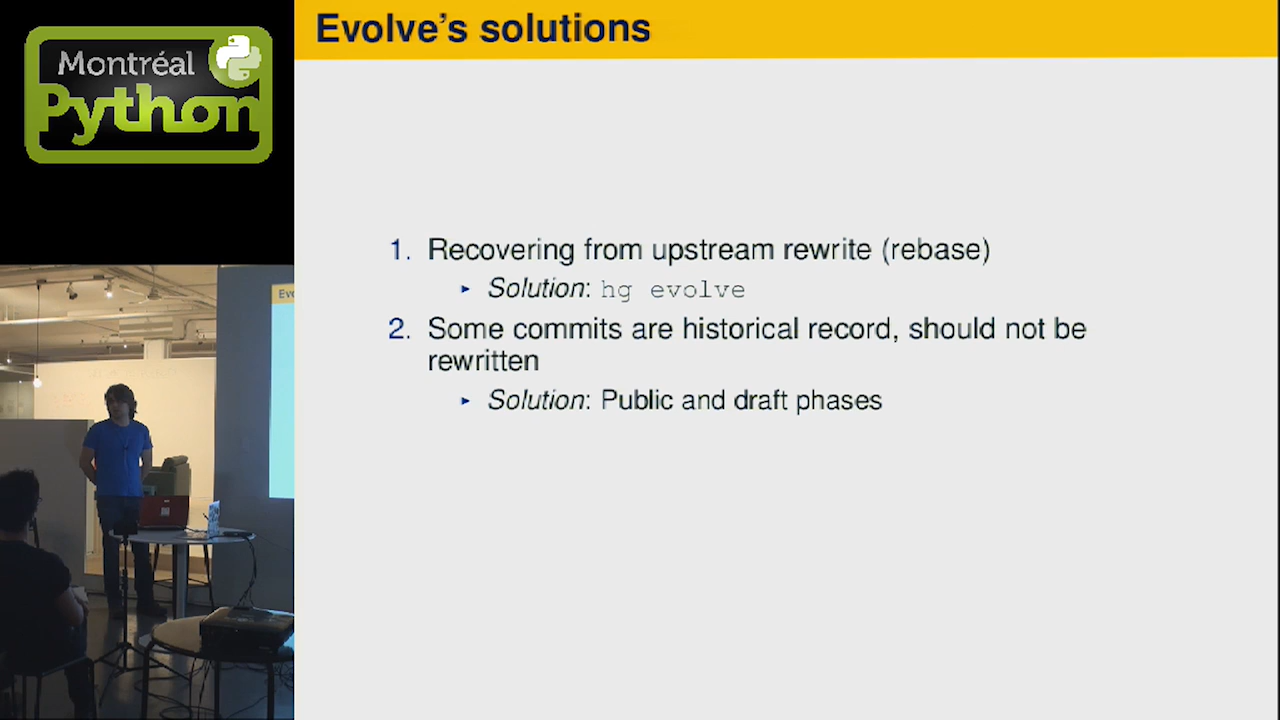 Evolve's solutions
Montréal
Python
1. Recovering from upstream rewrite (rebase)
▸ Solution: hg evolve
2. Some commits are historical record, should not be
rewritten
▸ Solution: Public and draft phases
Evo